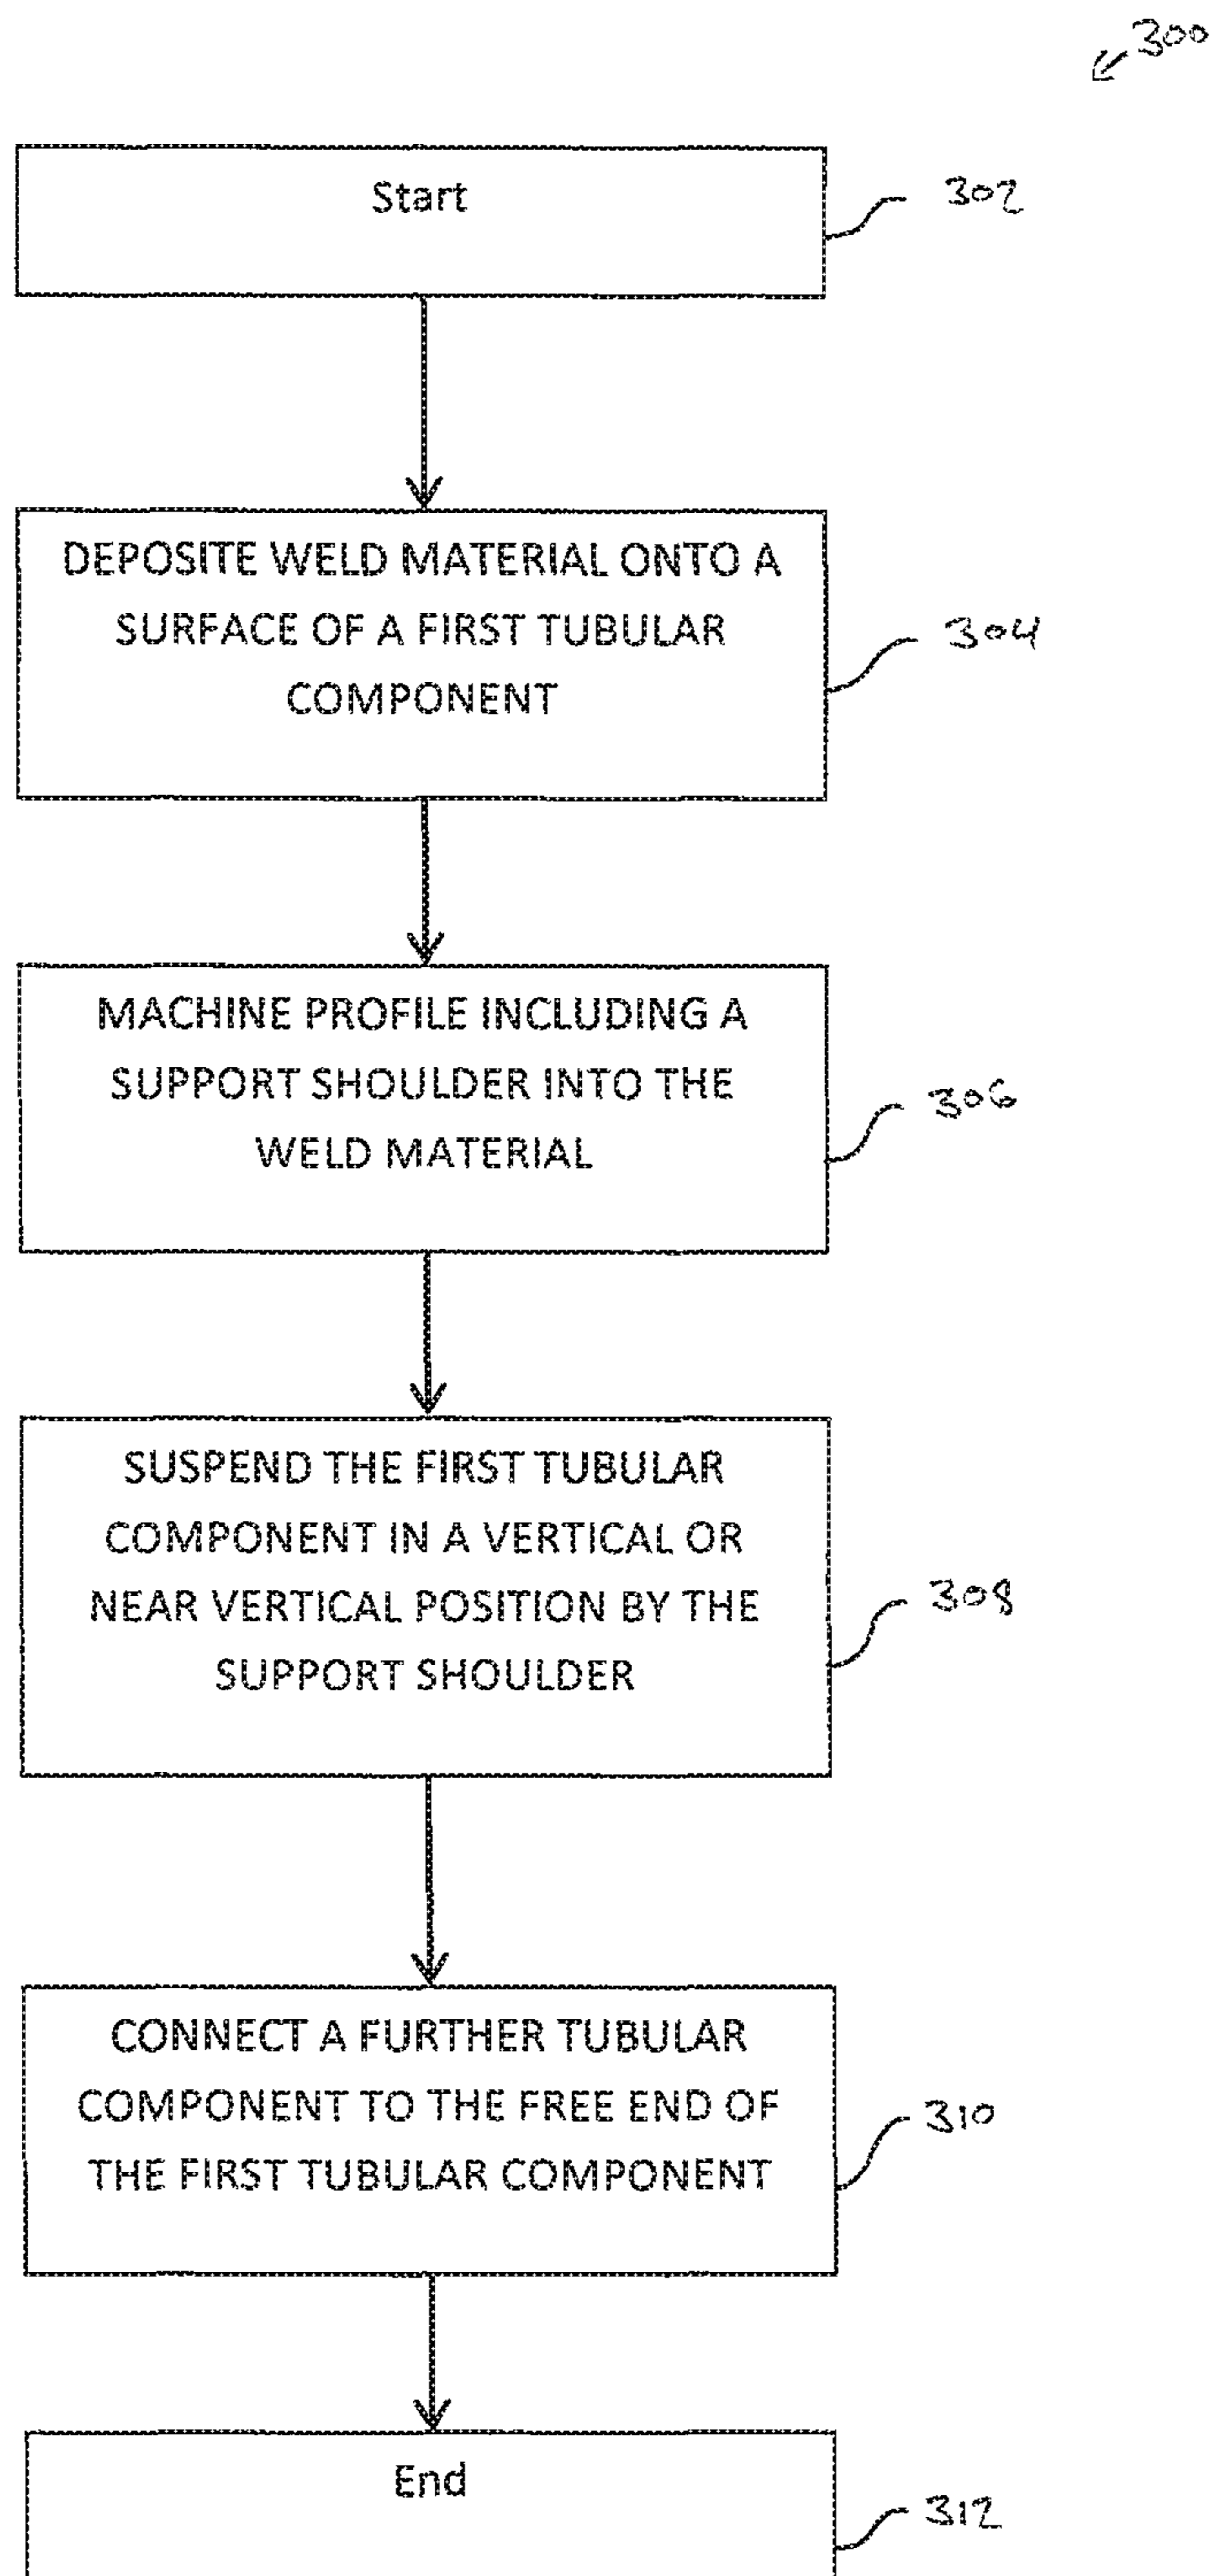 300
Start
302
DEPOSITE WELD MATERIAL ONTO A
SURFACE OF A FIRST TUBULAR
COMPONENT
304
MACHINE PROFILE INCLUDING A
SUPPORT SHOULDER INTO THE
WELD MATERIAL
306
SUSPEND THE FIRST TUBULAR
COMPONENT IN A VERTICAL OR
NEAR VERTICAL POSITION BY THE
SUPPORT SHOULDER
308
CONNECT A FURTHER TUBULAR
COMPONENT TO THE FREE END OF
THE FIRST TUBULAR COMPONENT
310
End
312